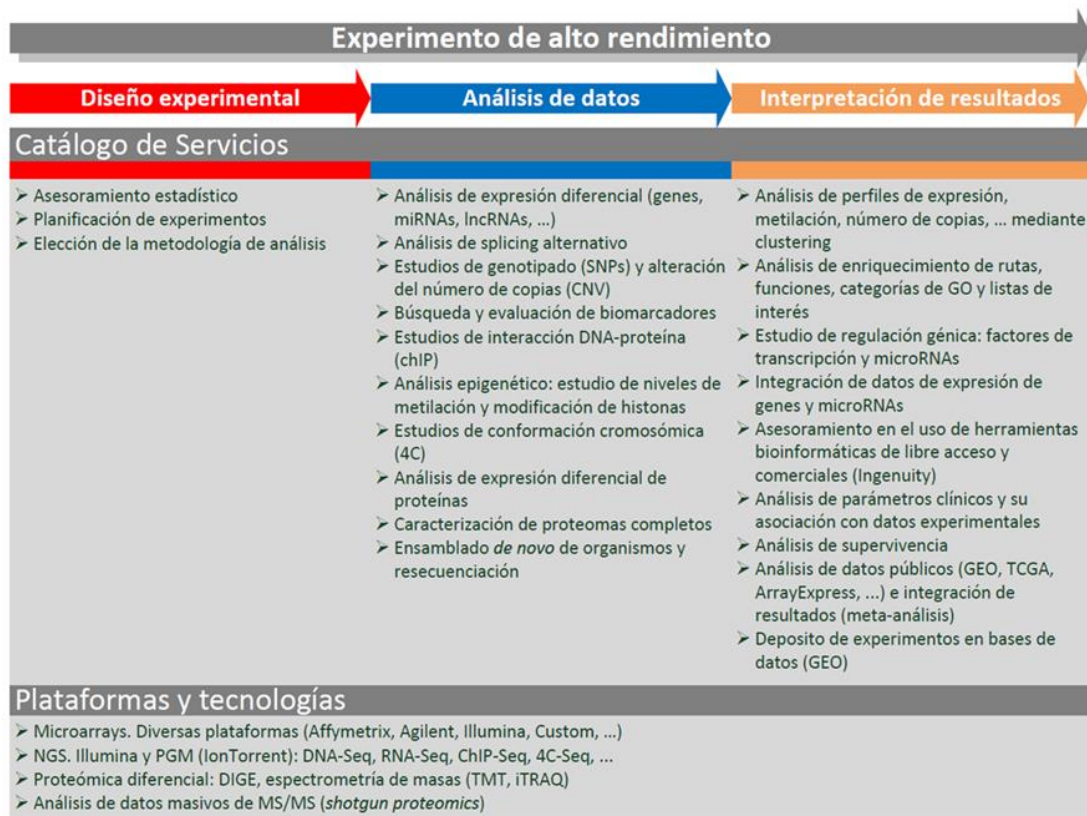 Experimento de alto rendimiento
Diseño experimental
Análisis de datos
Interpretación de resultados
Catálogo de Servicios
➢ Asesoramiento estadístico
➢ Planificación de experimentos
➢ Elección de la metodología de análisis
➢ Análisis de expresión diferencial (genes,
miRNAs, lncRNAs, ...)
➢ Análisis de splicing alternativo
➢ Estudios de genotipado (SNPs) y alteración
del número de copias (CNV)
➢ Búsqueda y evaluación de biomarcadores
➢ Estudios de interacción DNA-proteína
(chIP)
➢ Análisis epigenético: estudio de niveles de
metilación y modificación de histonas
➢ Estudios de conformación cromosómica
(4C)
➢ Análisis de expresión diferencial de
proteínas
➢ Caracterización de proteomas completos
➢ Ensamblado de novo de organismos y
resecuenciación
➢ Análisis de perfiles de expresión,
metilación, número de copias, ... mediante
clustering
➢ Análisis de enriquecimiento de rutas,
funciones, categorías de GO y listas de
interés
➢ Estudio de regulación génica: factores de
transcripción y microRNAs
➢ Integración de datos de expresión de
genes y microRNAs
➢ Asesoramiento en el uso de herramientas
bioinformáticas de libre acceso y
comerciales (Ingenuity)
➢ Análisis de parámetros clínicos y su
asociación con datos experimentales
➢ Análisis de supervivencia
➢ Análisis de datos públicos (GEO, TCGA,
ArrayExpress, ...) e integración de
resultados (meta-análisis)
➢ Deposito de experimentos en bases de
datos (GEO)
Plataformas y tecnologías
➢ Microarrays. Diversas plataformas (Affymetrix, Agilent, Illumina, Custom, ...)
➢ NGS. Illumina y PGM (IonTorrent): DNA-Seq, RNA-Seq, ChIP-Seq, 4C-Seq, ...
➢ Proteómica diferencial: DIGE, espectrometría de masas (TMT, iTRAQ)
➢ Análisis de datos masivos de MS/MS (shotgun proteomics)